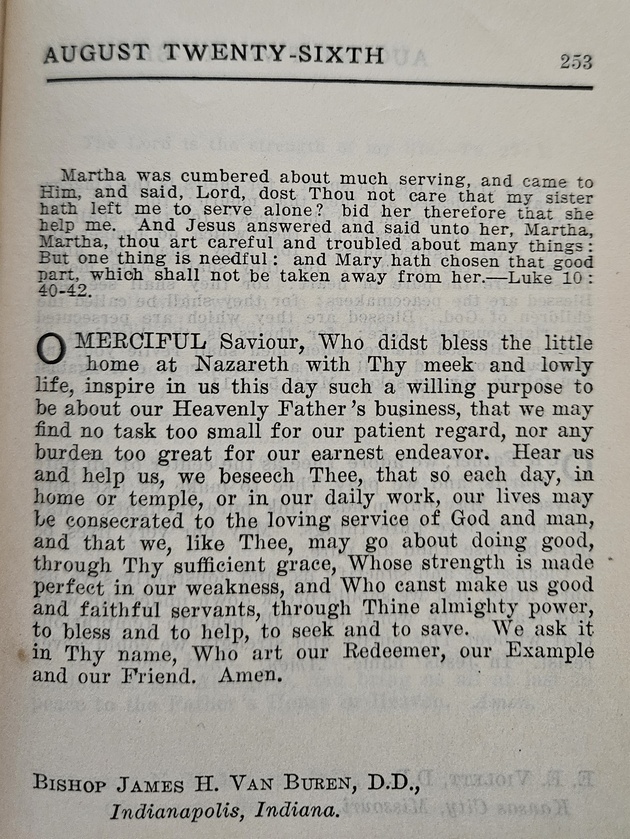 AUGUST TWENTY-SIXTH 253
Martha was cumbered about much serving, and came to
Him, and said, Lord, dost Thou not care that my sister
hath left me to serve alone? bid her therefore that she
help me. And Jesus answered and said unto her, Martha,
Martha, thou art careful and troubled about many things:
But one thing is needful: and Mary hath chosen that good
part, which shall not be taken away from her.—Luke 10:
40-42.
O MERCIFUL Saviour, Who didst bless the little
home at Nazareth with Thy meek and lowly
life, inspire in us this day such a willing purpose to
be about our Heavenly Father's business, that we may
find no task too small for our patient regard, nor any
burden too great for our earnest endeavor. Hear us
and help us, we beseech Thee, that so each day, in
home or temple, or in our daily work, our lives may
be consecrated to the loving service of God and man,
and that we, like Thee, may go about doing good,
through Thy sufficient grace, Whose strength is made
perfect in our weakness, and Who canst make us good
and faithful servants, through Thine almighty power,
to bless and to help, to seek and to save. We ask it
in Thy name, Who art our Redeemer, our Example
and our Friend. Amen.
BISHOP JAMES H. VAN BUREN, D.D.,
Indianapolis, Indiana.